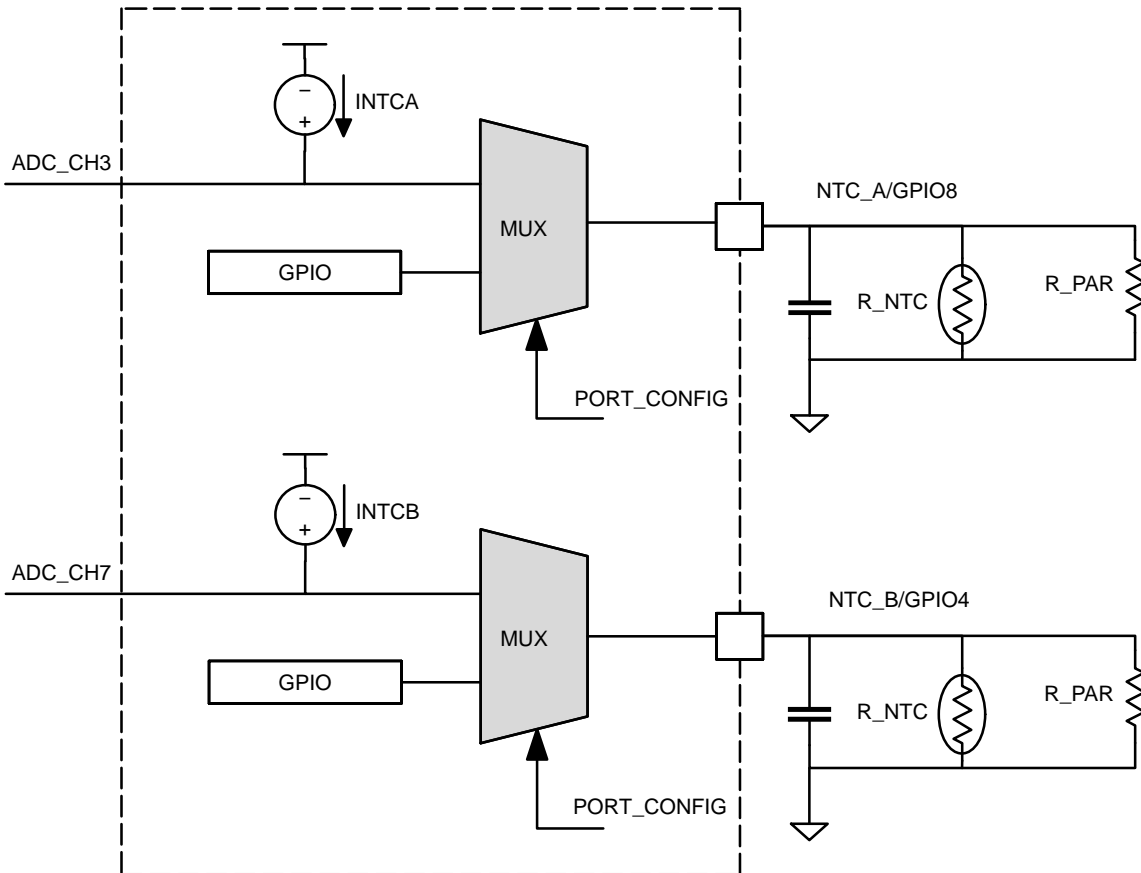 INTCA
ADC_CH3
NTC_A/GPIO8
MUX
GPIO
R_NTC
R_PAR
PORT_CONFIG
INTCB
ADC_CH7
NTC_B/GPIO4
MUX
GPIO
R_NTC
R_PAR
PORT_CONFIG